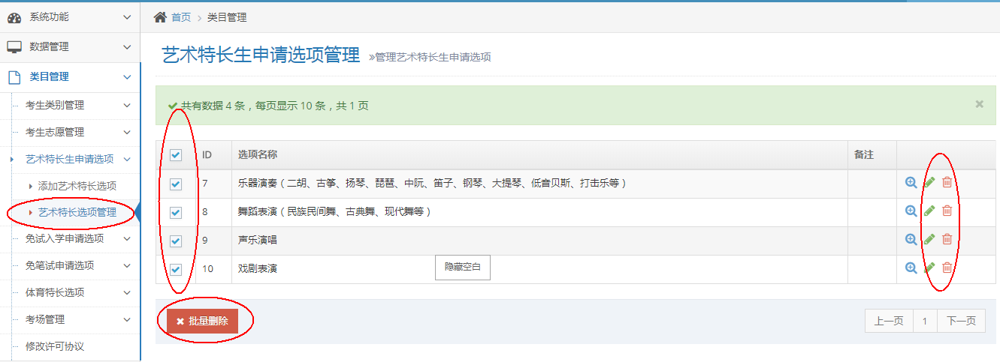 系统功能
数据管理
类目管理
考生类别管理
考生志愿管理
艺术特长生申请选项
添加艺术特长选项
艺术特长选项管理
免试入学申请选项
免笔试申请选项
体育特长选项
考场管理
修改许可协议
首页 > 类目管理
艺术特长生申请选项管理 »管理艺术特长生申请选项
共有数据 4 条，每页显示 10 条，共 1 页 ×
ID 选项名称 备注
7 乐器演奏（二胡、古筝、扬琴、琵琶、中阮、笛子、钢琴、大提琴、低音贝斯、打击乐等）
8 舞蹈表演（民族民间舞、古典舞、现代舞等）
9 声乐演唱
10 戏剧表演
隐藏空白
批量删除
上一页 1 下一页